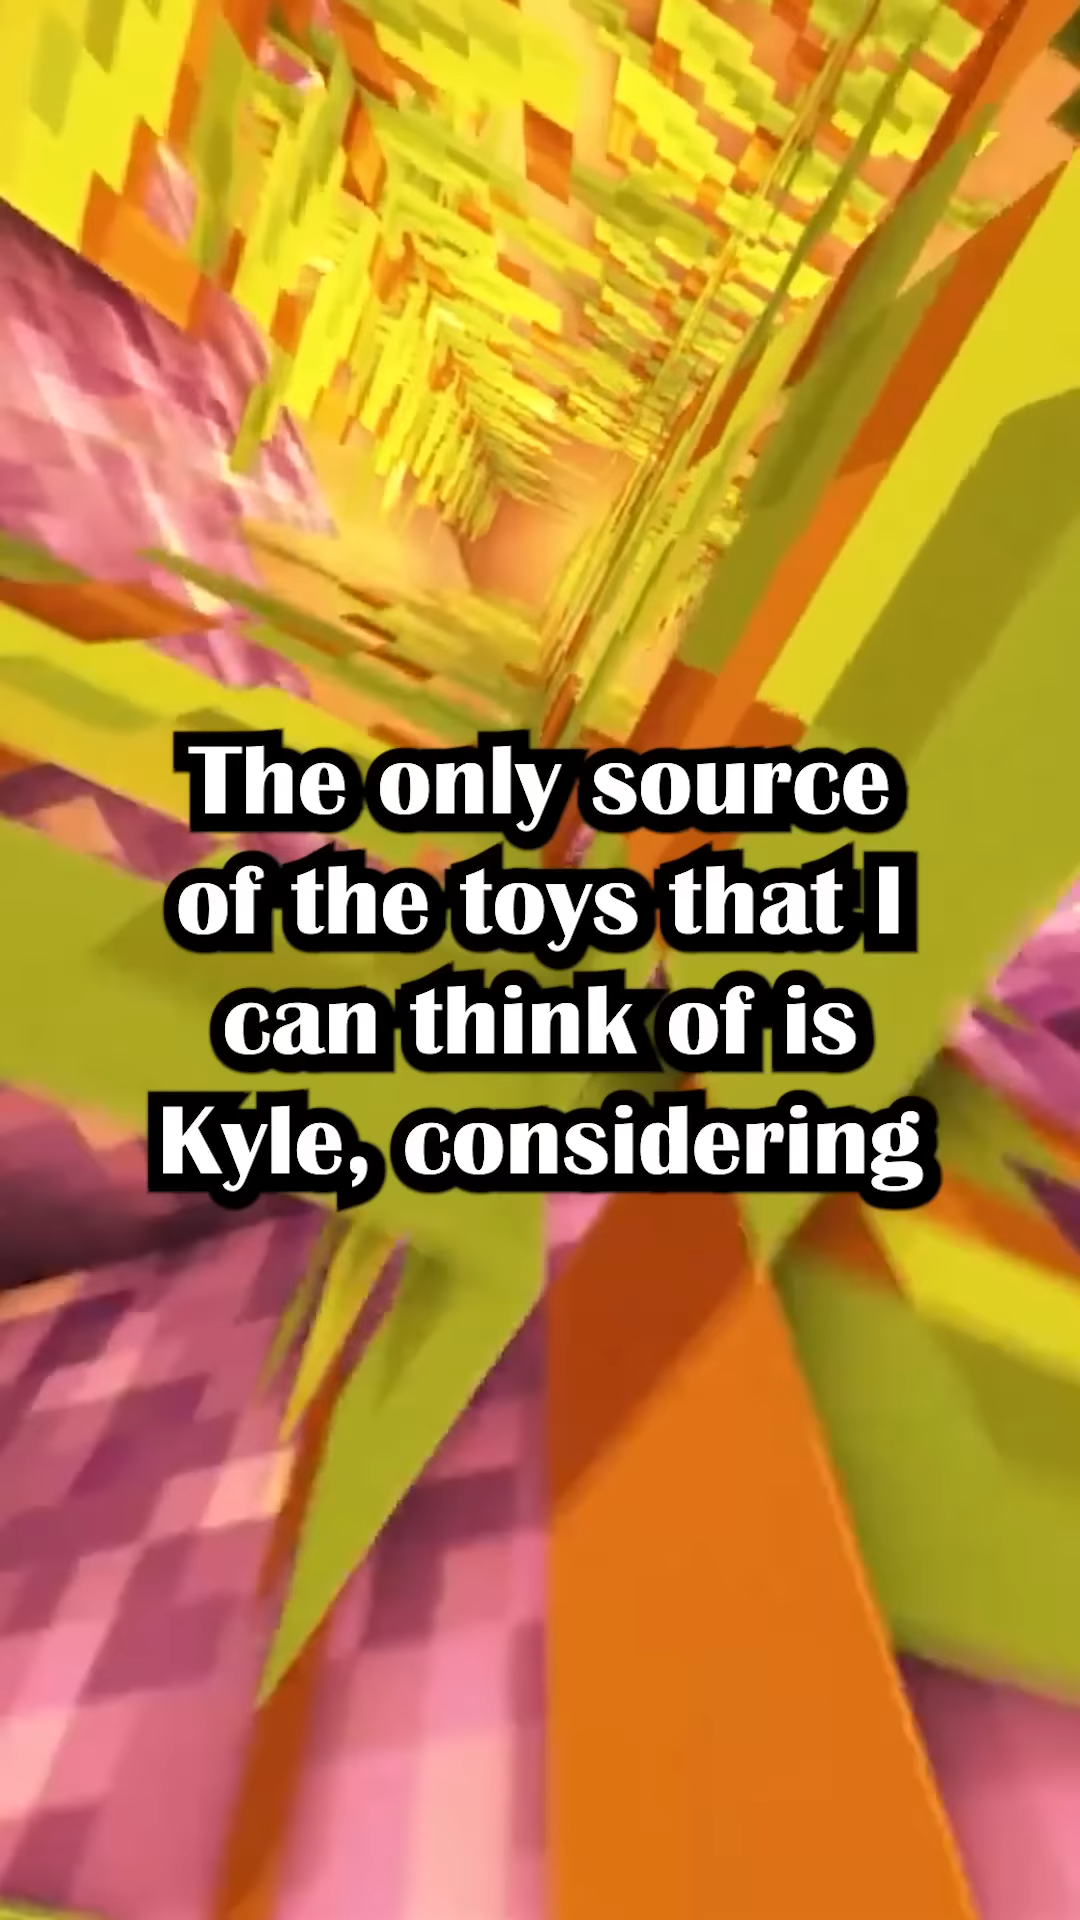 The only source
of the toys that I
can think of is
Kyle, considering